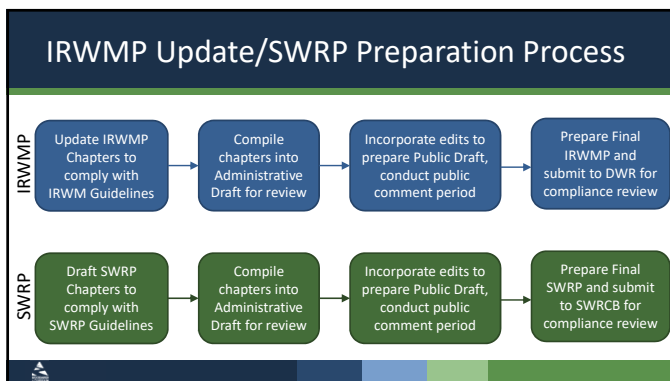 IRWMP Update/SWRP Preparation Process
IRWMP
Update IRWMP
Chapters to
comply with
IRWM Guidelines
Compile
chapters into
Administrative
Draft for review
Incorporate edits to
prepare Public Draft,
conduct public
comment period
Prepare Final
IRWMP and
submit to DWR for
compliance review
SWRP
Draft SWRP
Chapters to
comply with
SWRP Guidelines
Compile
chapters into
Administrative
Draft for review
Incorporate edits to
prepare Public Draft,
conduct public
comment period
Prepare Final
SWRP and submit
to SWRCB for
compliance review